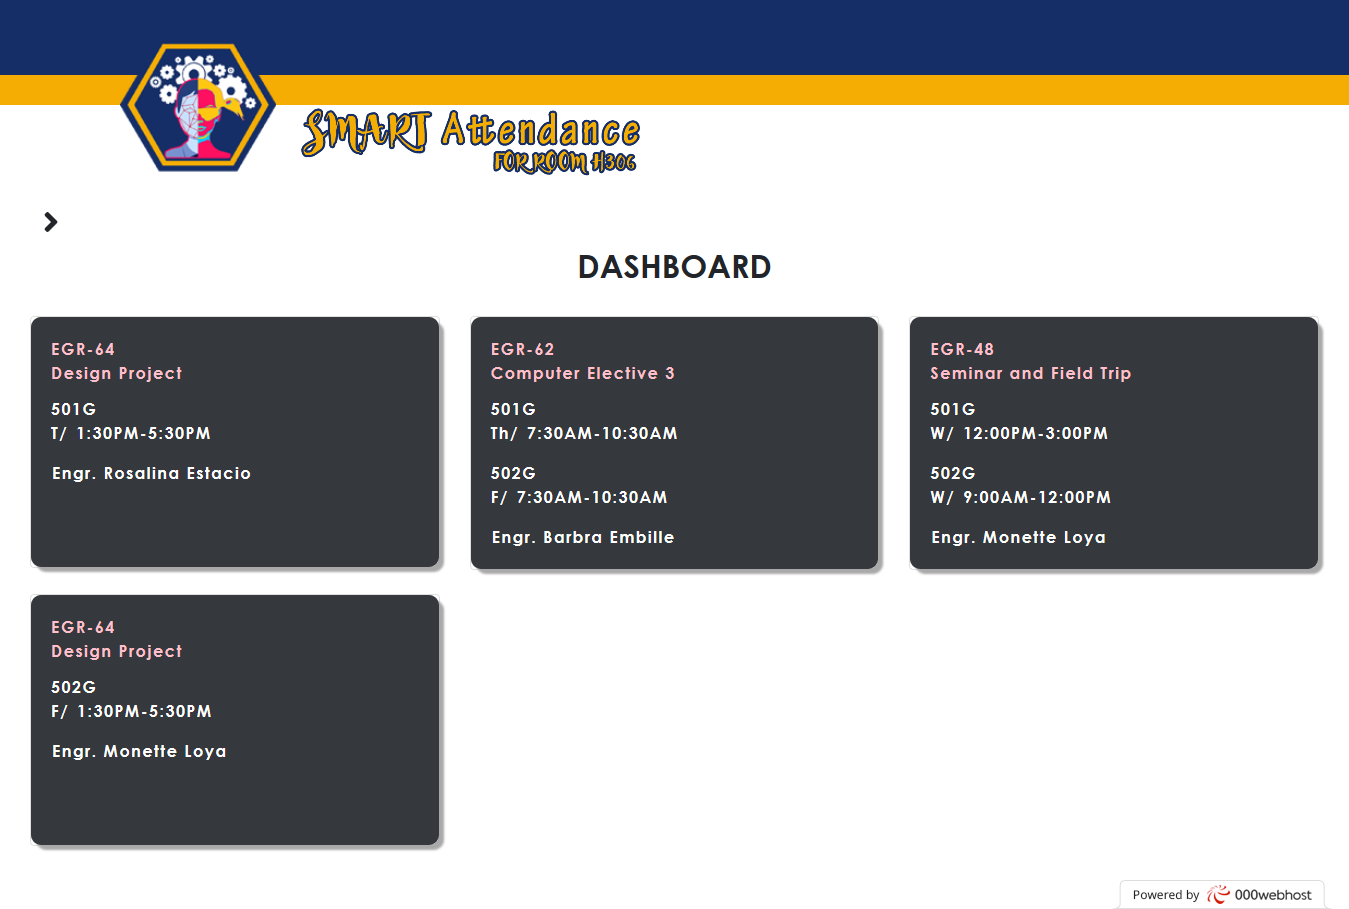 SMART Attendance
FOR ROOM H306
DASHBOARD
EGR-64
Design Project
501G
T/ 1:30PM-5:30PM
Engr. Rosalina Estacio
EGR-62
Computer Elective 3
501G
Th/ 7:30AM-10:30AM
502G
F/ 7:30AM-10:30AM
Engr. Barbra Embille
EGR-48
Seminar and Field Trip
501G
W/ 12:00PM-3:00PM
502G
W/ 9:00AM-12:00PM
Engr. Monette Loya
EGR-64
Design Project
502G
F/ 1:30PM-5:30PM
Engr. Monette Loya
Powered by 000webhost